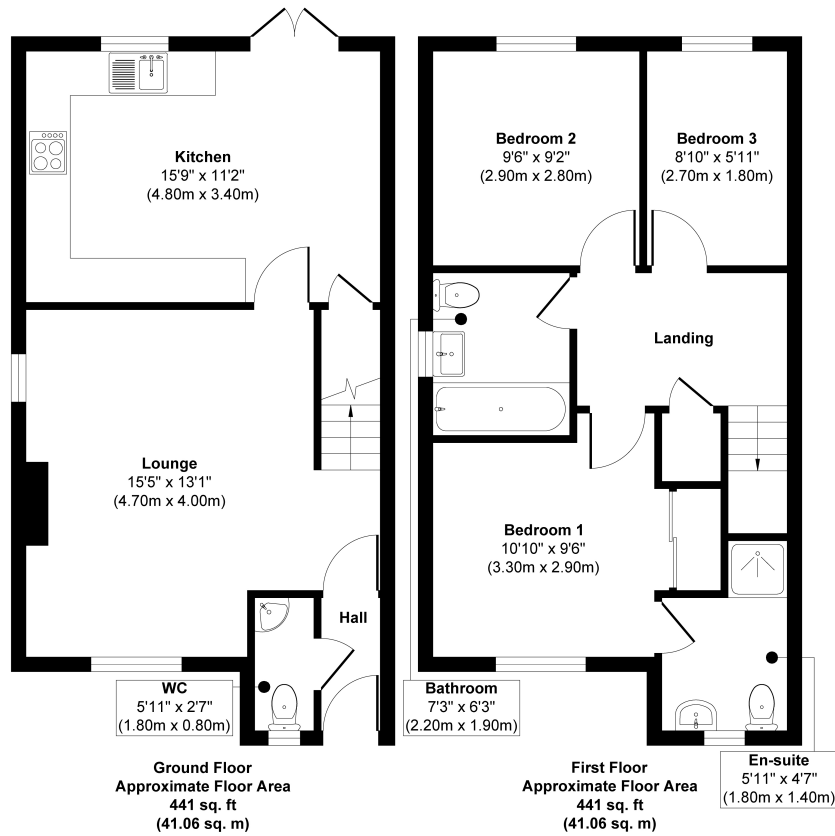 Kitchen
15'9" x 11'2"
(4.80m x 3.40m)
Lounge
15'5" x 13'1"
(4.70m x 4.00m)
Hall
WC
5'11" x 2'7"
(1.80m x 0.80m)
Ground Floor
Approximate Floor Area
441 sq. ft
(41.06 sq. m)
Bedroom 2
9'6" x 9'2"
(2.90m x 2.80m)
Bedroom 3
8'10" x 5'11"
(2.70m x 1.80m)
Landing
Bedroom 1
10'10" x 9'6"
(3.30m x 2.90m)
Bathroom
7'3" x 6'3"
(2.20m x 1.90m)
En-suite
5'11" x 4'7"
(1.80m x 1.40m)
First Floor
Approximate Floor Area
441 sq. ft
(41.06 sq. m)